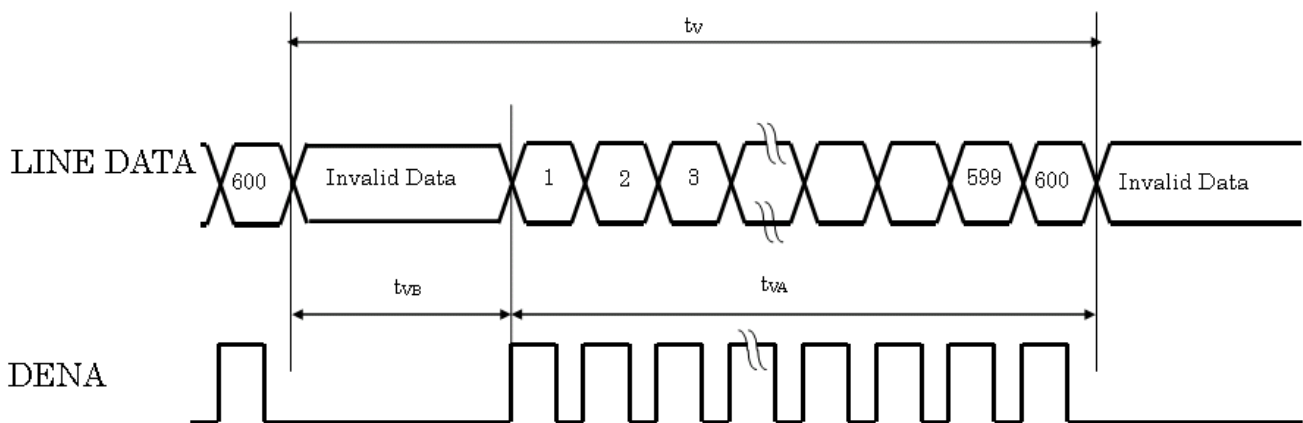 tV
LINE DATA 600 Invalid Data 1 2 3 599 600 Invalid Data
tVB tVA
DENA